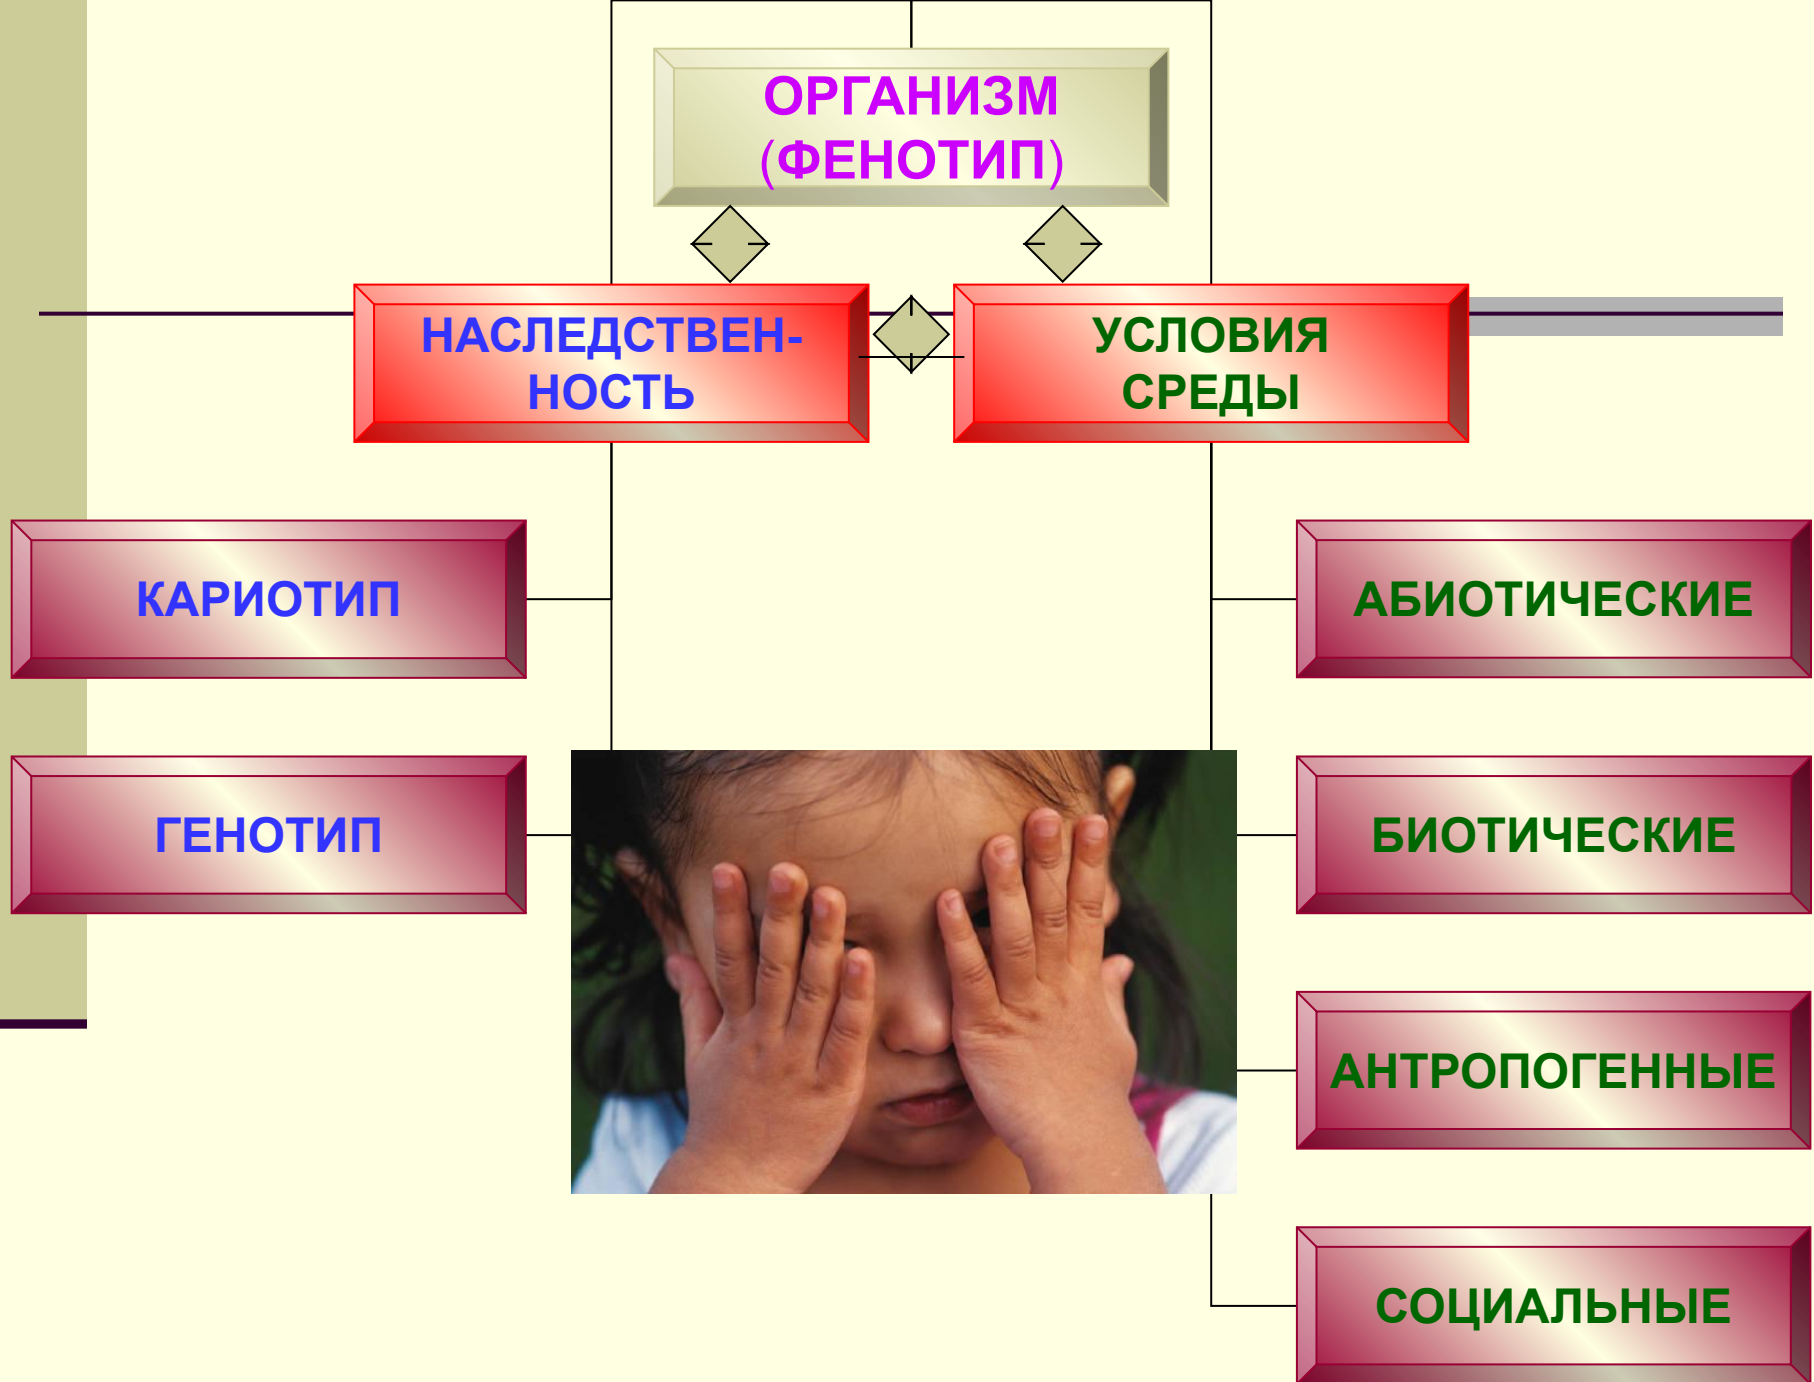 ОРГАНИЗМ
(ФЕНОТИП)
НАСЛЕДСТВЕН-
НОСТЬ
УСЛОВИЯ
СРЕДЫ
КАРИОТИП
АБИОТИЧЕСКИЕ
ГЕНОТИП
БИОТИЧЕСКИЕ
АНТРОПОГЕННЫЕ
СОЦИАЛЬНЫЕ